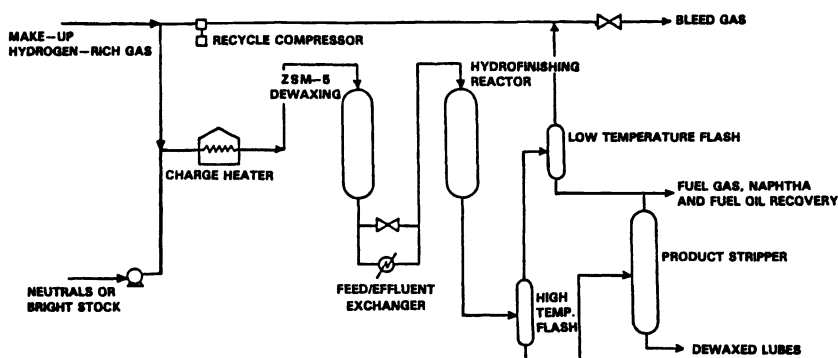 BLEED GAS
MAKE-UP
HYDROGEN-RICH GAS
RECYCLE COMPRESSOR
ZSM-5
DEWAXING
HYDROFINISHING
REACTOR
LOW TEMPERATURE FLASH
CHARGE HEATER
FUEL GAS, NAPHTHA
AND FUEL OIL RECOVERY
PRODUCT STRIPPER
NEUTRALS OR
BRIGHT STOCK
FEED/EFFLUENT
EXCHANGER
HIGH
TEMP.
FLASH
DEWAXED LUBES